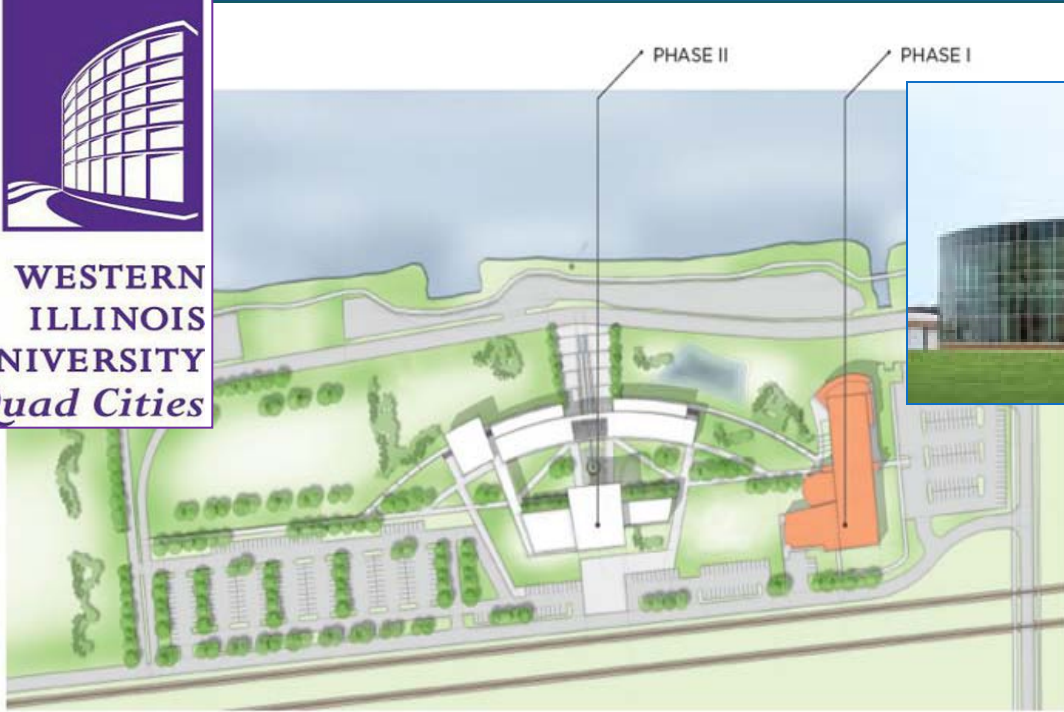 PHASE II
PHASE I
WESTERN
ILLINOIS
NIVERSITY
uad Cities